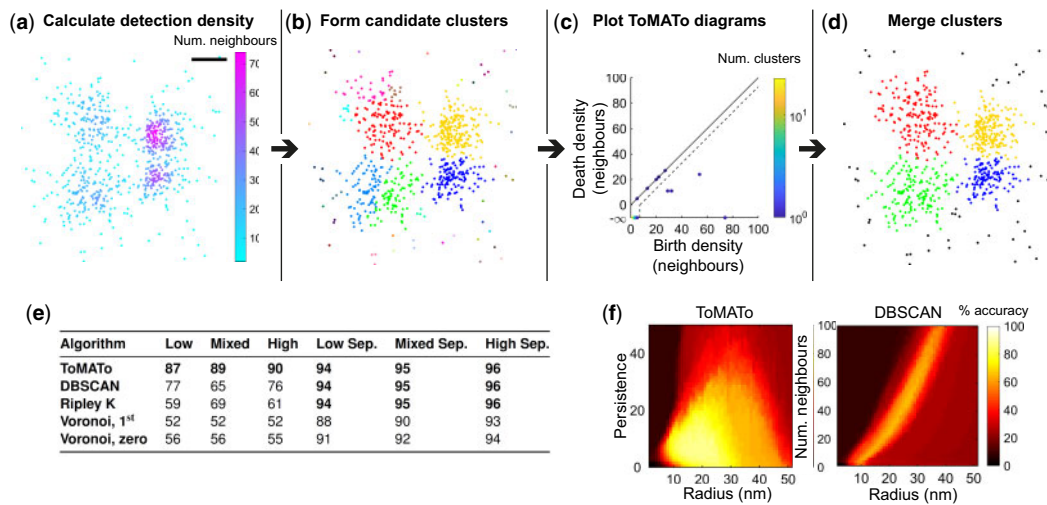 (a) Calculate detection density
Num. neighbours
70
60
50
40
30
20
10
(b) Form candidate clusters
(c) Plot ToMATo diagrams
Num. clusters
Death density
(neighbours)
100
80
60
40
20
0
-∞
0 20 40 60 80 100
Birth density
(neighbours)
10¹
10⁰
(d) Merge clusters
(e)
Algorithm Low Mixed High Low Sep. Mixed Sep. High Sep.
ToMATo 87 89 90 94 95 96
DBSCAN 77 65 76 94 95 96
Ripley K 59 69 61 94 95 96
Voronoi, 1st 52 52 52 88 90 93
Voronoi, zero 56 56 55 91 92 94
(f)
ToMATo
Persistence
40
20
0
10 20 30 40 50
Radius (nm)
DBSCAN
Num. neighbours
100
80
60
40
20
0
10 20 30 40 50
Radius (nm)
% accuracy
100
80
60
40
20
0